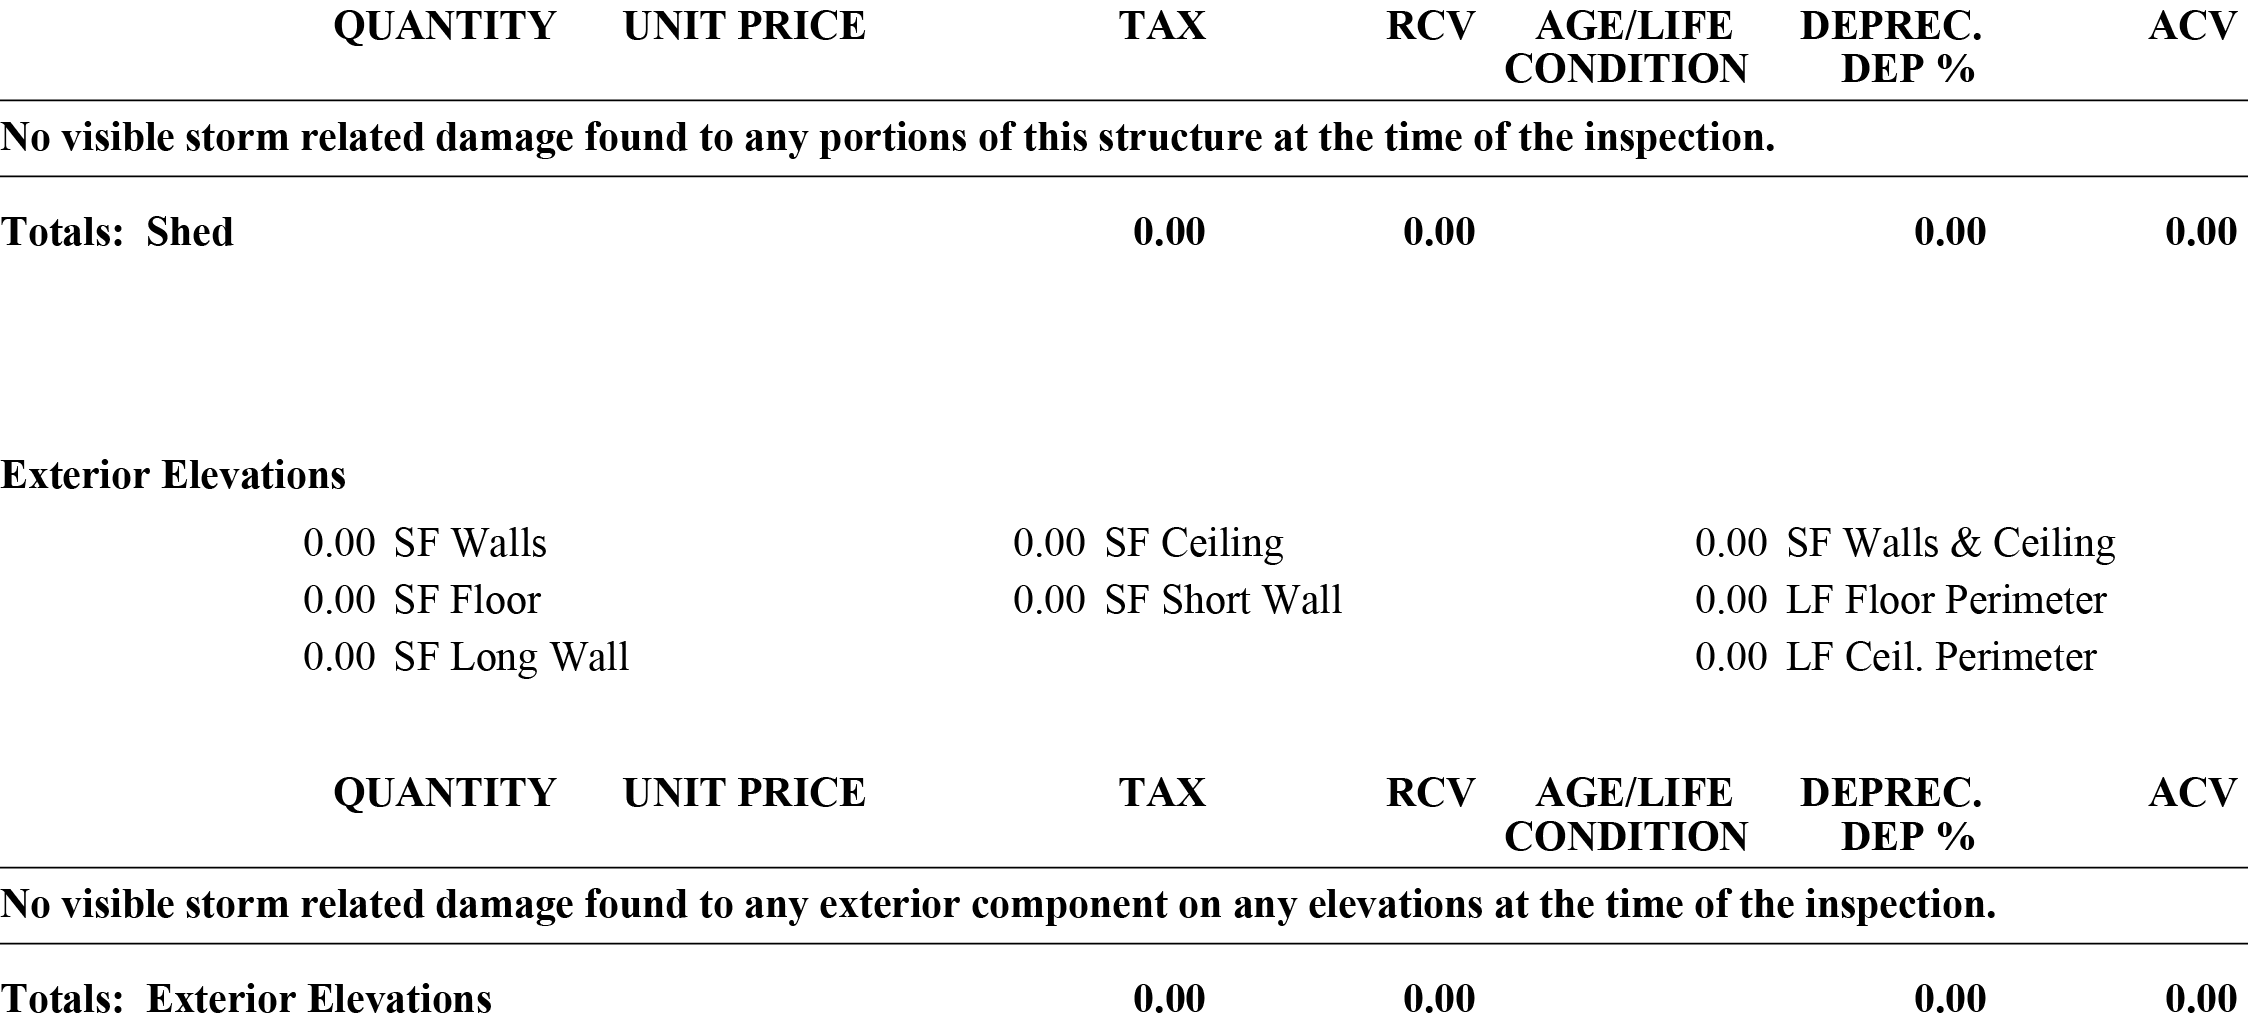 QUANTITY UNIT PRICE TAX RCV AGE/LIFE DEPREC. ACV
CONDITION DEP %
No visible storm related damage found to any portions of this structure at the time of the inspection.
Totals: Shed 0.00 0.00 0.00 0.00
Exterior Elevations
0.00 SF Walls 0.00 SF Ceiling 0.00 SF Walls & Ceiling
0.00 SF Floor 0.00 SF Short Wall 0.00 LF Floor Perimeter
0.00 SF Long Wall 0.00 LF Ceil. Perimeter
QUANTITY UNIT PRICE TAX RCV AGE/LIFE DEPREC. ACV
CONDITION DEP %
No visible storm related damage found to any exterior component on any elevations at the time of the inspection.
Totals: Exterior Elevations 0.00 0.00 0.00 0.00